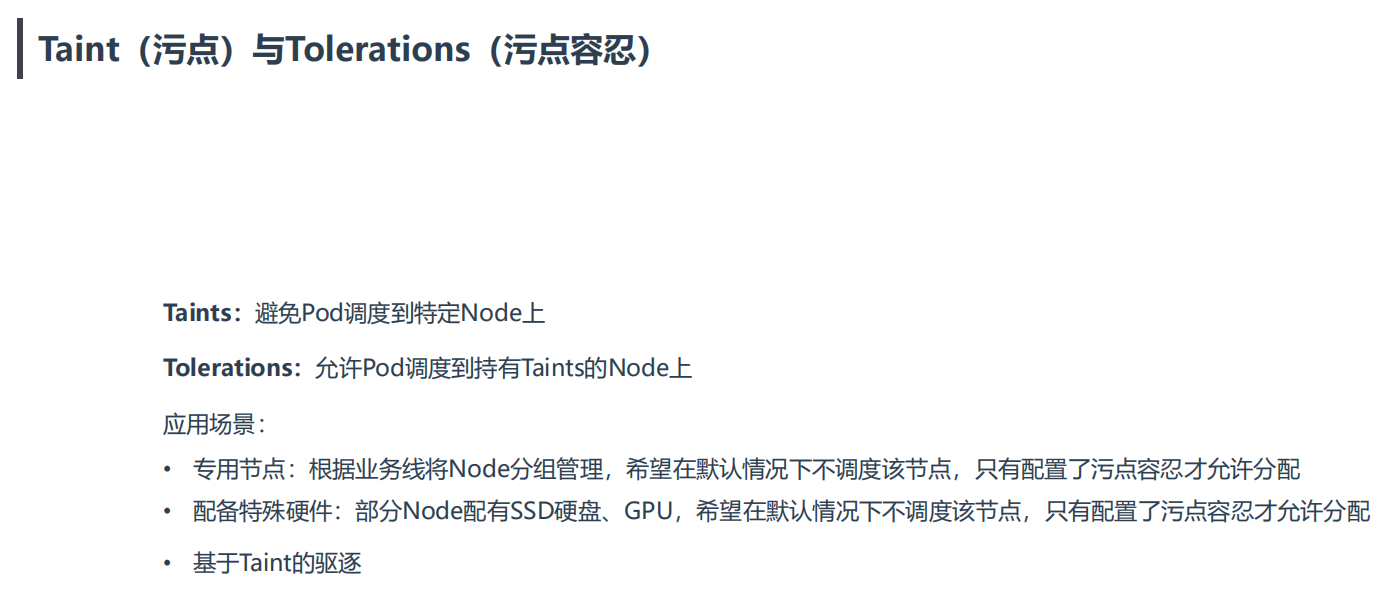 Taint（污点）与Tolerations（污点容忍）
Taints：避免Pod调度到特定Node上
Tolerations：允许Pod调度到持有Taints的Node上
应用场景：
• 专用节点：根据业务线将Node分组管理，希望在默认情况下不调度该节点，只有配置了污点容忍才允许分配
• 配备特殊硬件：部分Node配有SSD硬盘、GPU，希望在默认情况下不调度该节点，只有配置了污点容忍才允许分配
• 基于Taint的驱逐